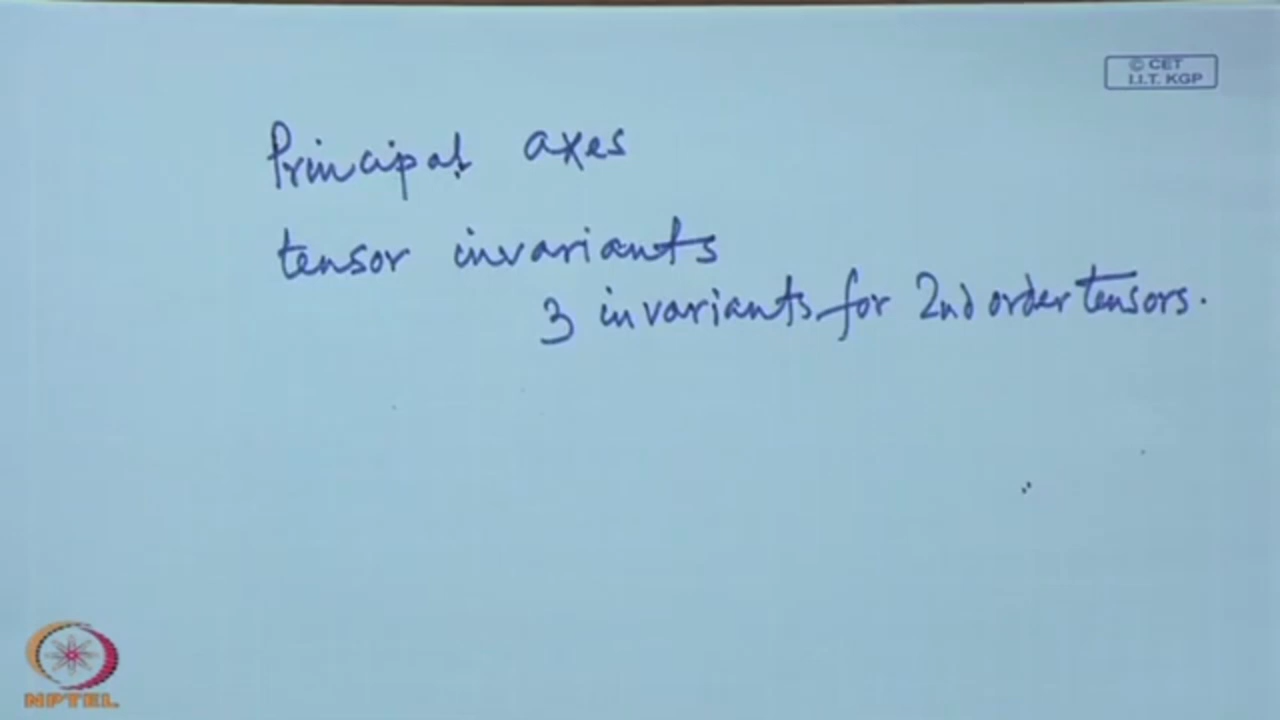 © CET
I.I.T. KGP
Principal axes
tensor invariants
3 invariants for 2nd order tensors.
NPTEL